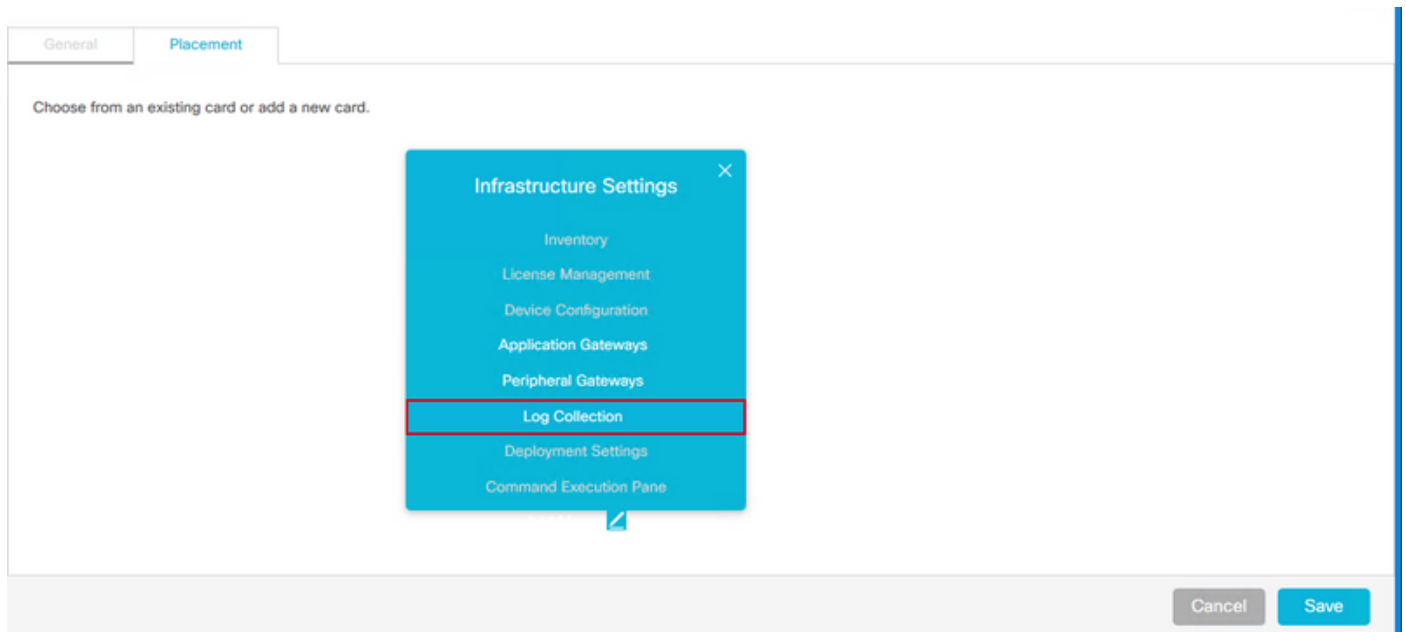 General
Placement
Choose from an existing card or add a new card.
Infrastructure Settings
Inventory
License Management
Device Configuration
Application Gateways
Peripheral Gateways
Log Collection
Deployment Settings
Command Execution Pane
Cancel
Save